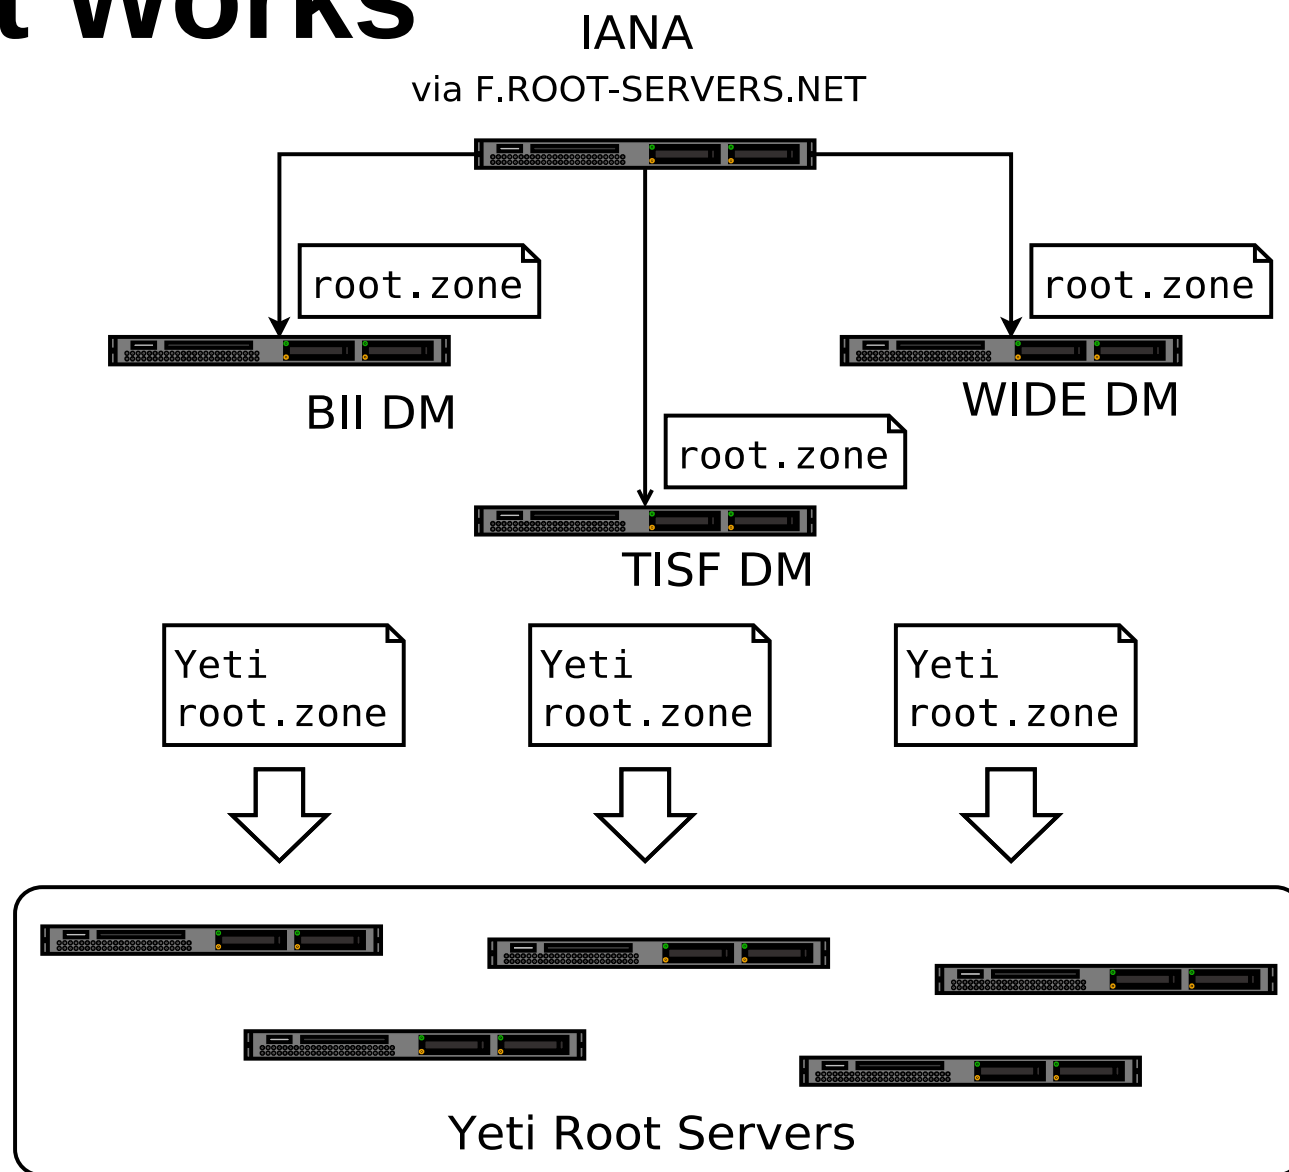 t Works
IANA
via F.ROOT-SERVERS.NET
root.zone
root.zone
BII DM
WIDE DM
root.zone
TISF DM
Yeti
root.zone
Yeti
root.zone
Yeti
root.zone
Yeti Root Servers